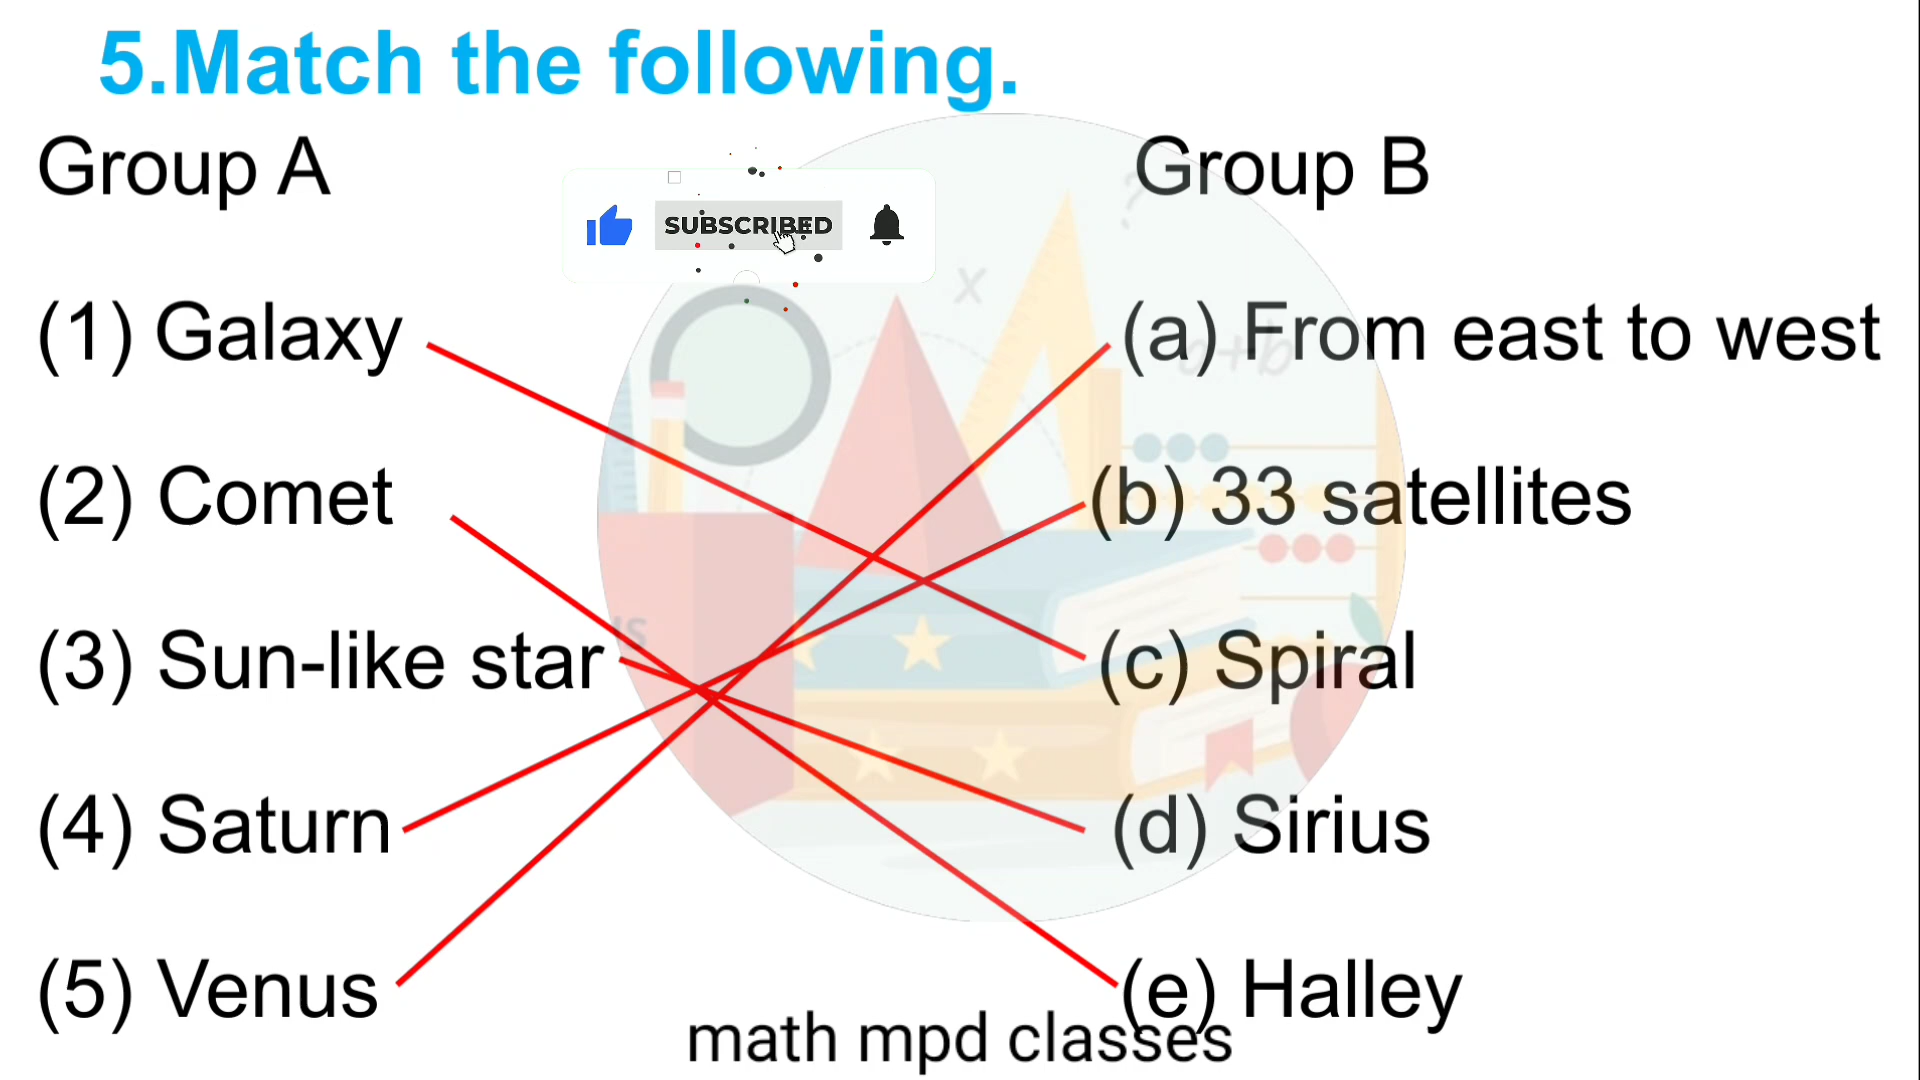 5.Match the following.
Group A
Group B
SUBSCRIBED
(1) Galaxy
(a) From east to west
(2) Comet
(b) 33 satellites
(3) Sun-like star
(c) Spiral
(4) Saturn
(d) Sirius
(5) Venus
(e) Halley
math mpd classes
?
x
a+b